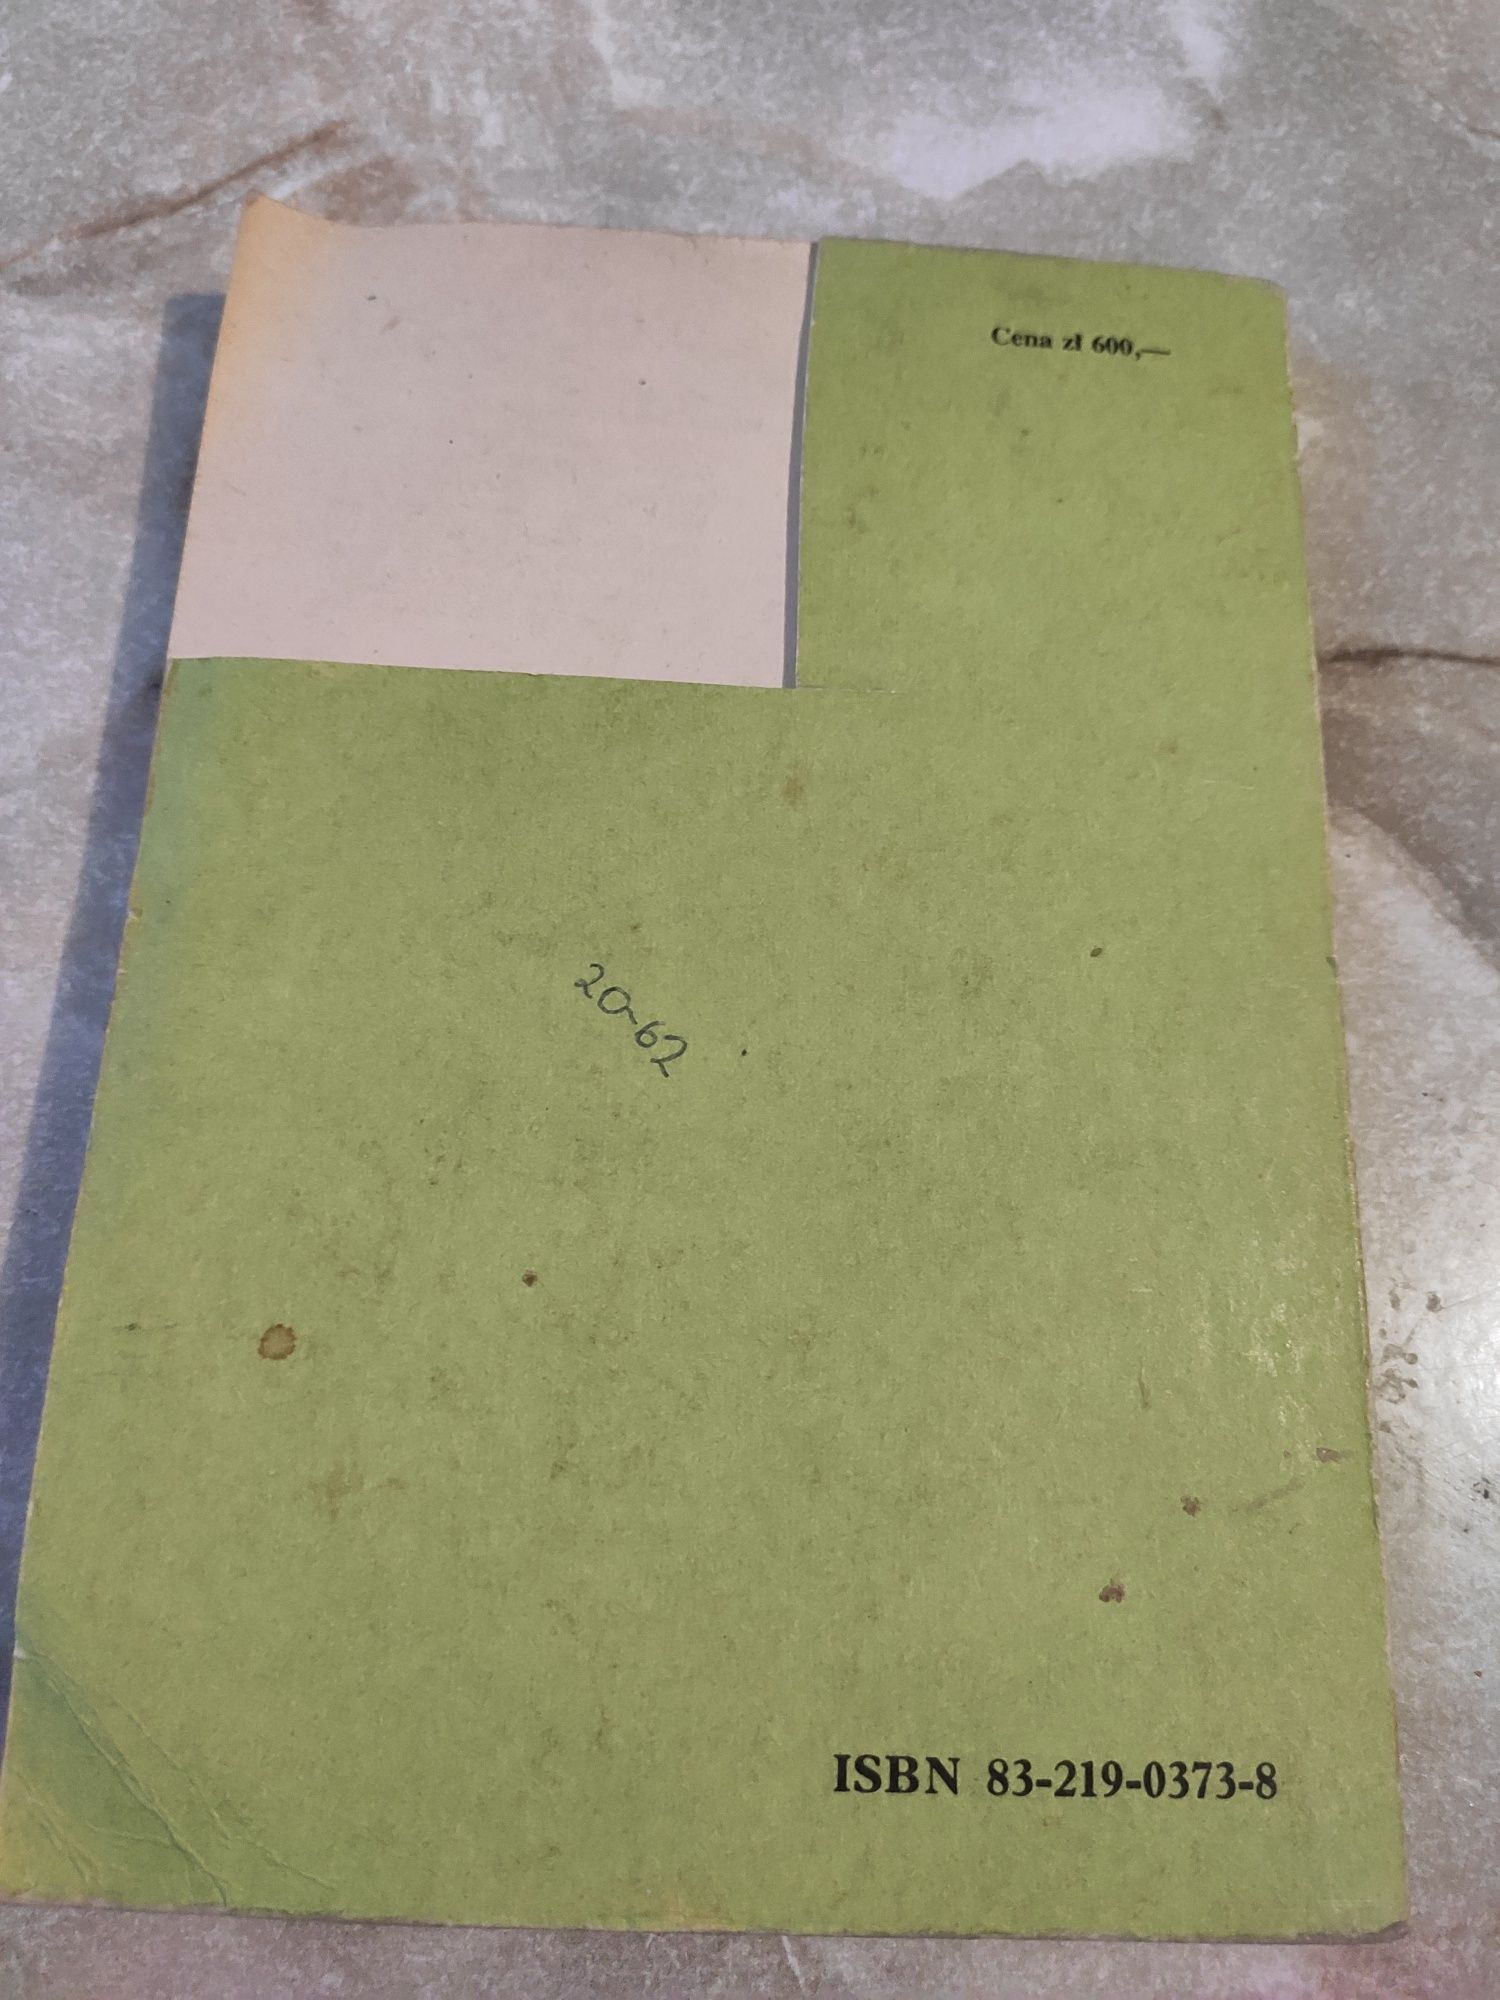 Cena zł 600,—
20-62
ISBN 83-219-0373-8